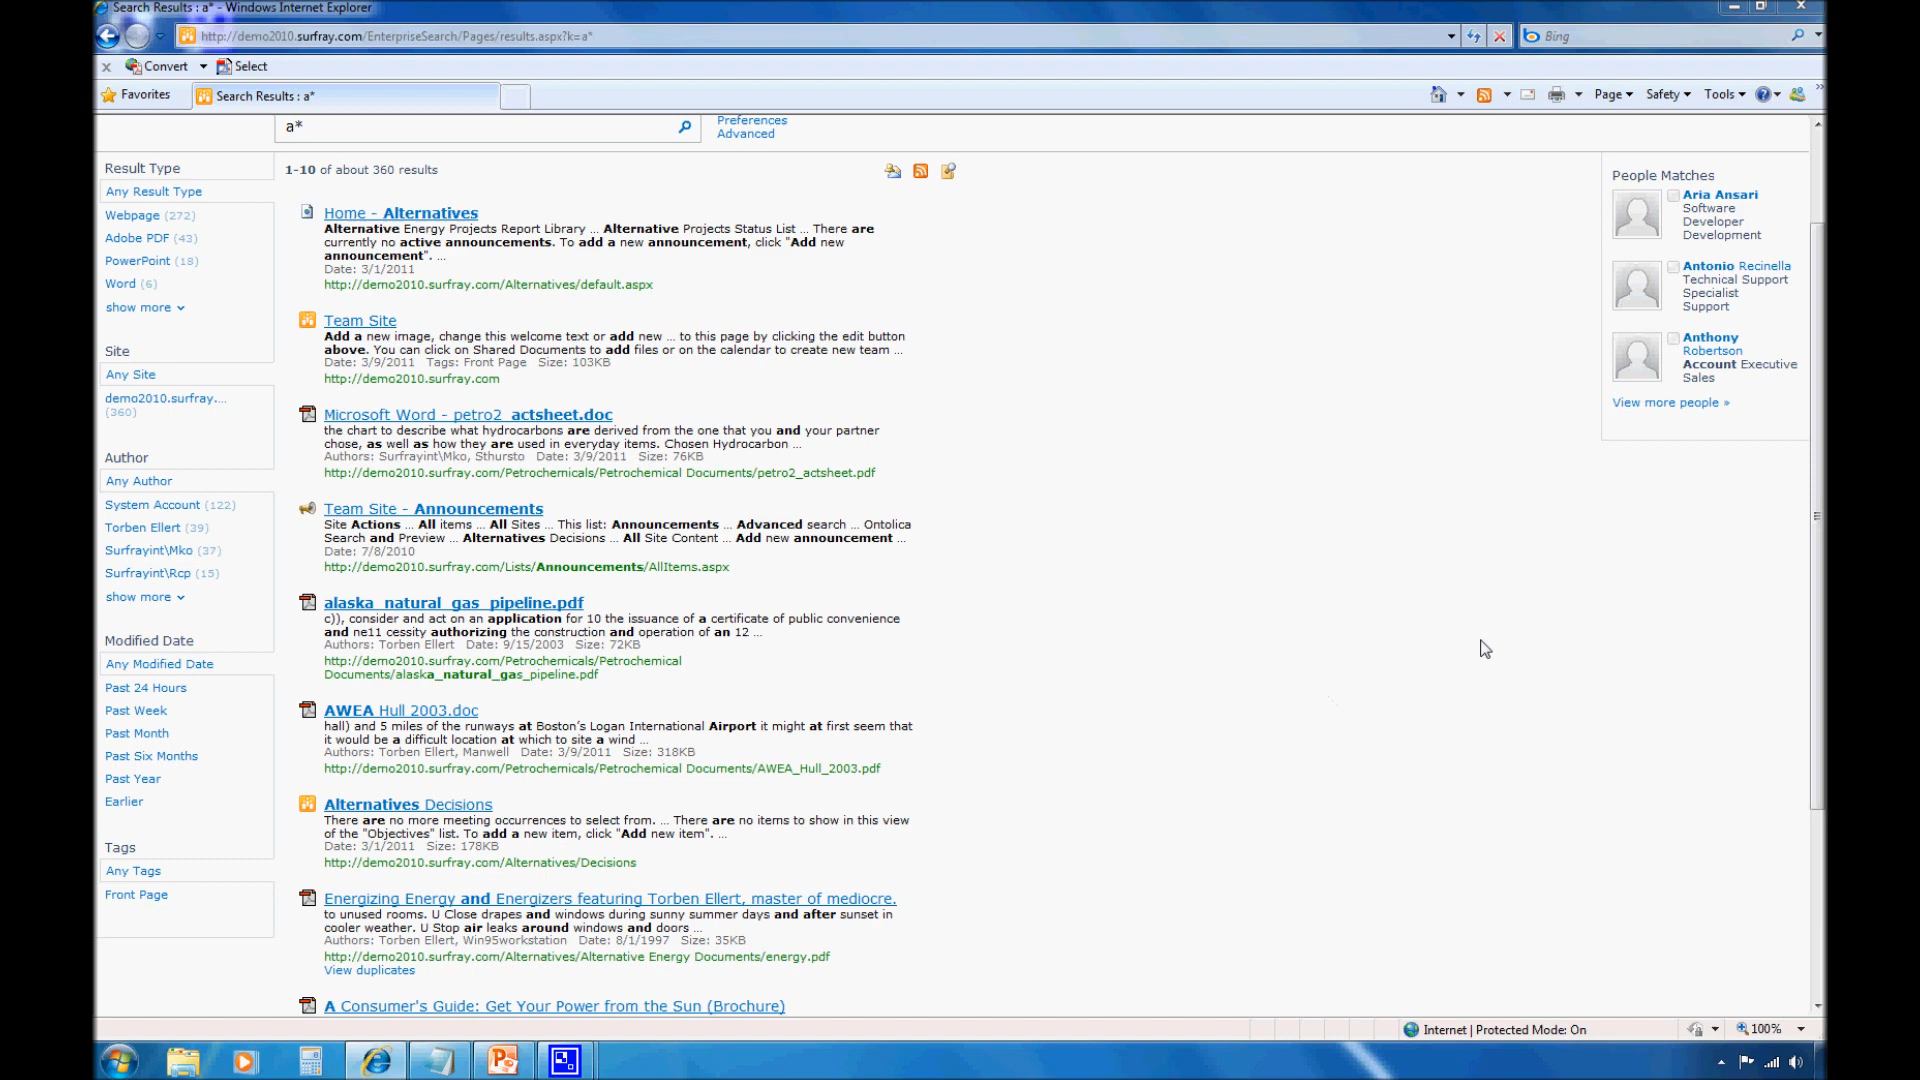 Search Results : a* - Windows Internet Explorer
http://demo2010.surfray.com/EnterpriseSearch/Pages/results.aspx?k=a*
Bing
x Convert Select
Favorites
Search Results : a*
Page Safety Tools
a*
Preferences
Advanced
Result Type
Any Result Type
Webpage (272)
Adobe PDF (43)
PowerPoint (18)
Word (6)
show more
Site
Any Site
demo2010.surfray....
(360)
Author
Any Author
System Account (122)
Torben Ellert (39)
Surfrayint\Mko (37)
Surfrayint\Rcp (15)
show more
Modified Date
Any Modified Date
Past 24 Hours
Past Week
Past Month
Past Six Months
Past Year
Earlier
Tags
Any Tags
Front Page
1-10 of about 360 results
Home - Alternatives
Alternative Energy Projects Report Library ... Alternative Projects Status List ... There are
currently no active announcements. To add a new announcement, click "Add new
announcement". ...
Date: 3/1/2011
http://demo2010.surfray.com/Alternatives/default.aspx
Team Site
Add a new image, change this welcome text or add new ... to this page by clicking the edit button
above. You can click on Shared Documents to add files or on the calendar to create new team ...
Date: 3/9/2011 Tags: Front Page Size: 103KB
http://demo2010.surfray.com
Microsoft Word - petro2_actsheet.doc
the chart to describe what hydrocarbons are derived from the one that you and your partner
chose, as well as how they are used in everyday items. Chosen Hydrocarbon ...
Authors: Surfrayint\Mko, Sthursto Date: 3/9/2011 Size: 76KB
http://demo2010.surfray.com/Petrochemicals/Petrochemical Documents/petro2_actsheet.pdf
Team Site - Announcements
Site Actions ... All items ... All Sites ... This list: Announcements ... Advanced search ... Ontolica
Search and Preview ... Alternatives Decisions ... All Site Content ... Add new announcement ...
Date: 7/8/2010
http://demo2010.surfray.com/Lists/Announcements/AllItems.aspx
alaska_natural_gas_pipeline.pdf
c)), consider and act on an application for 10 the issuance of a certificate of public convenience
and ne11 cessity authorizing the construction and operation of an 12 ...
Authors: Torben Ellert Date: 9/15/2003 Size: 72KB
http://demo2010.surfray.com/Petrochemicals/Petrochemical
Documents/alaska_natural_gas_pipeline.pdf
AWEA Hull 2003.doc
hall) and 5 miles of the runways at Boston's Logan International Airport it might at first seem that
it would be a difficult location at which to site a wind ...
Authors: Torben Ellert, Manwell Date: 3/9/2011 Size: 318KB
http://demo2010.surfray.com/Petrochemicals/Petrochemical Documents/AWEA_Hull_2003.pdf
Alternatives Decisions
There are no more meeting occurrences to select from. ... There are no items to show in this view
of the "Objectives" list. To add a new item, click "Add new item". ...
Date: 3/1/2011 Size: 178KB
http://demo2010.surfray.com/Alternatives/Decisions
Energizing Energy and Energizers featuring Torben Ellert, master of mediocre.
to unused rooms. U Close drapes and windows during sunny summer days and after sunset in
cooler weather. U Stop air leaks around windows and doors ...
Authors: Torben Ellert, Win95workstation Date: 8/1/1997 Size: 35KB
http://demo2010.surfray.com/Alternatives/Alternative Energy Documents/energy.pdf
View duplicates
A Consumer's Guide: Get Your Power from the Sun (Brochure)
People Matches
Aria Ansari
Software
Developer
Development
Antonio Recinella
Technical Support
Specialist
Support
Anthony
Robertson
Account Executive
Sales
View more people »
Internet | Protected Mode: On
100%